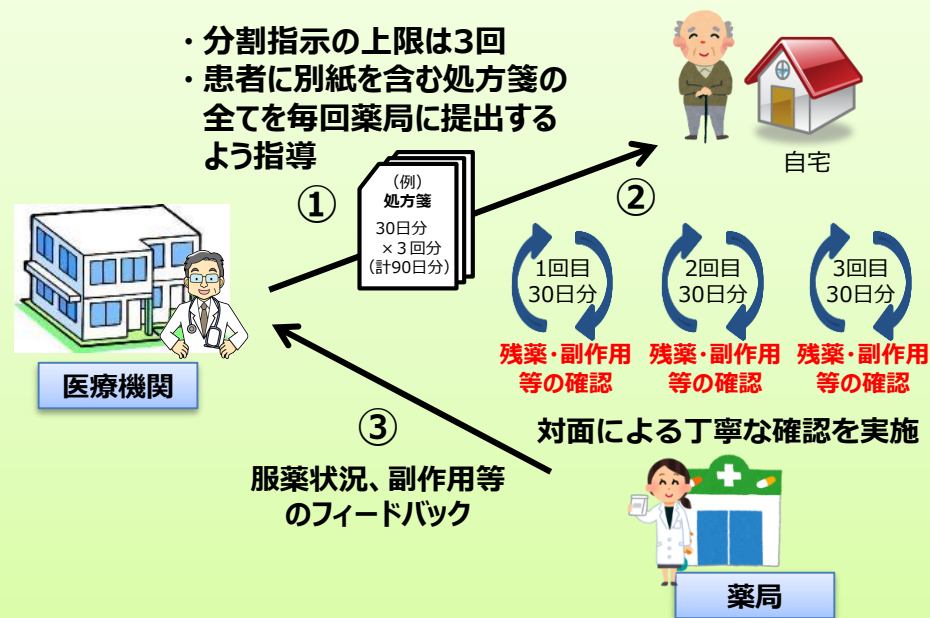 ・分割指示の上限は3回
・患者に別紙を含む処方箋の
全てを毎回薬局に提出する
よう指導
自宅
①
（例）
処方箋
30日分
×３回分
（計90日分）
②
1回目
30日分
2回目
30日分
3回目
30日分
残薬・副作用
等の確認
残薬・副作用
等の確認
残薬・副作用
等の確認
医療機関
対面による丁寧な確認を実施
③
服薬状況、副作用等
のフィードバック
薬局